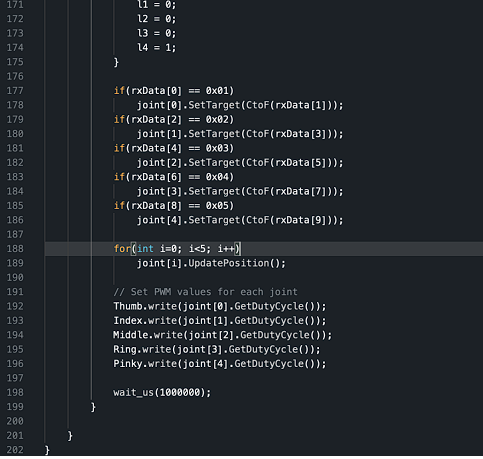 171 l1 = 0;
172 l2 = 0;
173 l3 = 0;
174 l4 = 1;
175 }
176
177 if(rxData[0] == 0x01)
178 joint[0].SetTarget(CtoF(rxData[1]));
179 if(rxData[2] == 0x02)
180 joint[1].SetTarget(CtoF(rxData[3]));
181 if(rxData[4] == 0x03)
182 joint[2].SetTarget(CtoF(rxData[5]));
183 if(rxData[6] == 0x04)
184 joint[3].SetTarget(CtoF(rxData[7]));
185 if(rxData[8] == 0x05)
186 joint[4].SetTarget(CtoF(rxData[9]));
187
188 for(int i=0; i<5; i++)
189 joint[i].UpdatePosition();
190
191 // Set PWM values for each joint
192 Thumb.write(joint[0].GetDutyCycle());
193 Index.write(joint[1].GetDutyCycle());
194 Middle.write(joint[2].GetDutyCycle());
195 Ring.write(joint[3].GetDutyCycle());
196 Pinky.write(joint[4].GetDutyCycle());
197
198 wait_us(1000000);
199 }
200
201 }
202 }